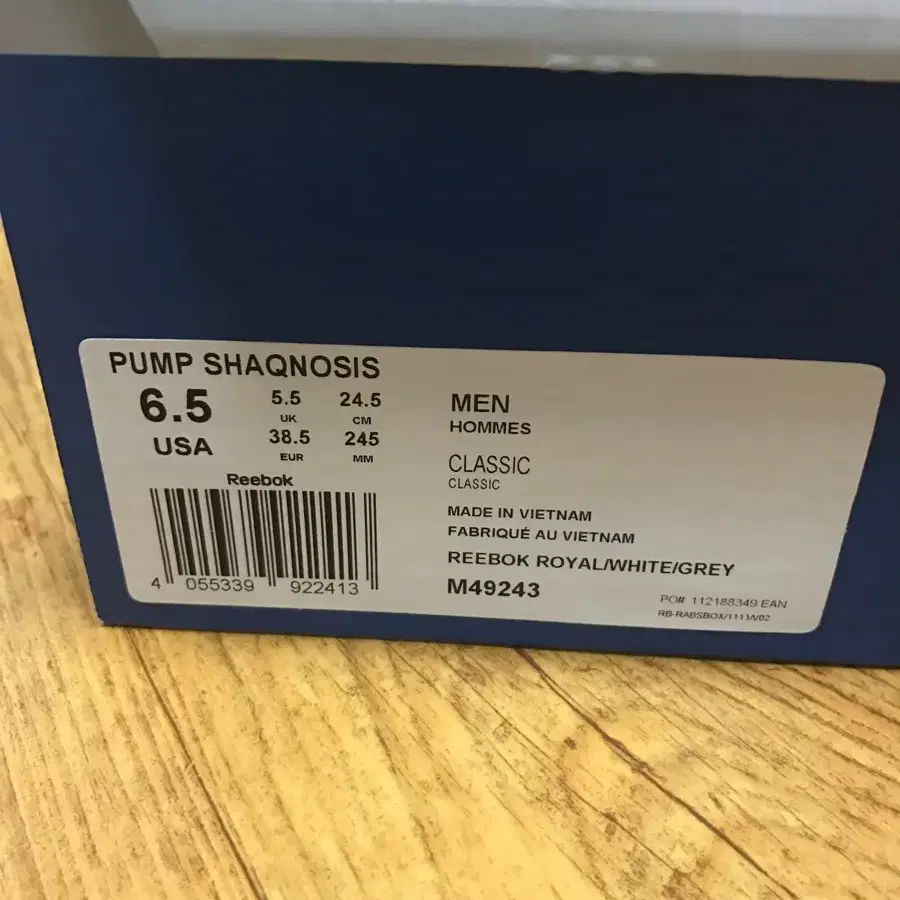 PUMP SHAQNOSIS
6.5
USA
5.5
UK
24.5
CM
38.5
EUR
245
MM
Reebok
4 055339 922413
MEN
HOMMES
CLASSIC
CLASSIC
MADE IN VIETNAM
FABRIQUÉ AU VIETNAM
REEBOK ROYAL/WHITE/GREY
M49243
PO# 112188349 EAN
RB-RABSBOX/1113/V02